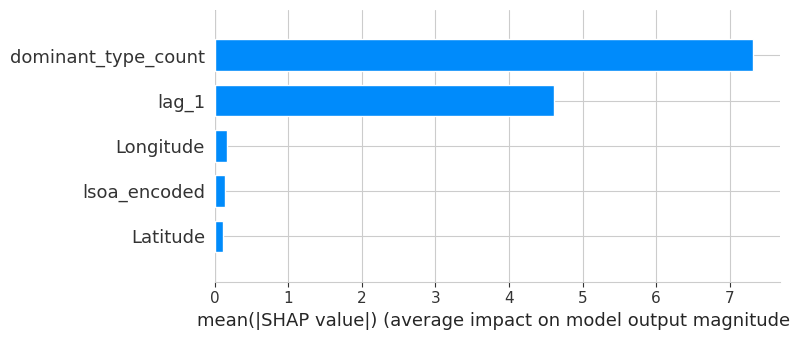 dominant_type_count
lag_1
Longitude
lsoa_encoded
Latitude
0 1 2 3 4 5 6 7
mean(|SHAP value|) (average impact on model output magnitude